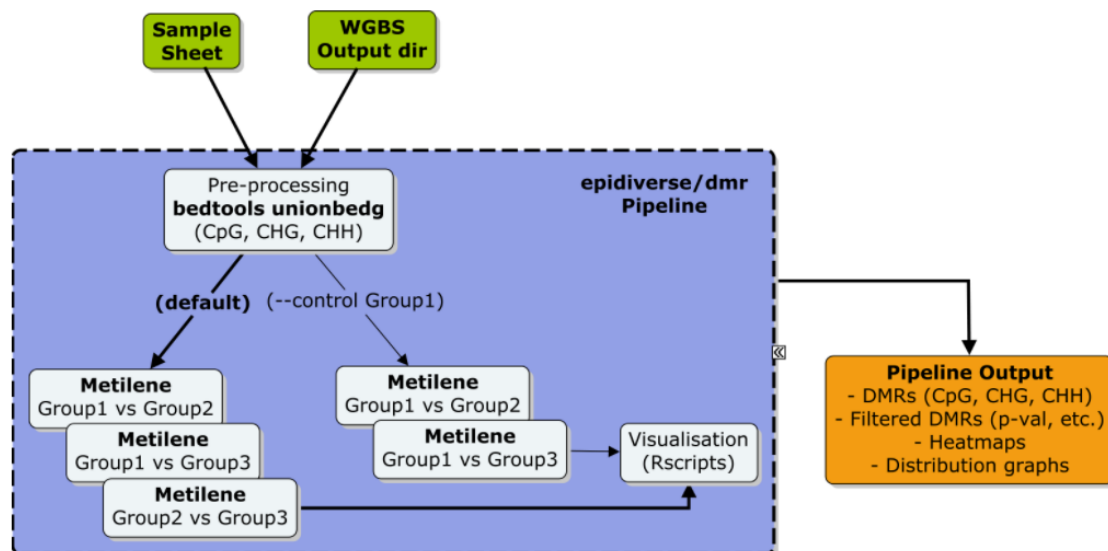 Sample
Sheet
WGBS
Output dir
Pre-processing
bedtools unionbedg
(CpG, CHG, CHH)
epidiverse/dmr
Pipeline
(default)
(--control Group1)
Metilene
Group1 vs Group2
Metilene
Group1 vs Group3
Metilene
Group2 vs Group3
Metilene
Group1 vs Group2
Metilene
Group1 vs Group3
Visualisation
(Rscripts)
Pipeline Output
- DMRs (CpG, CHG, CHH)
- Filtered DMRs (p-val, etc.)
- Heatmaps
- Distribution graphs